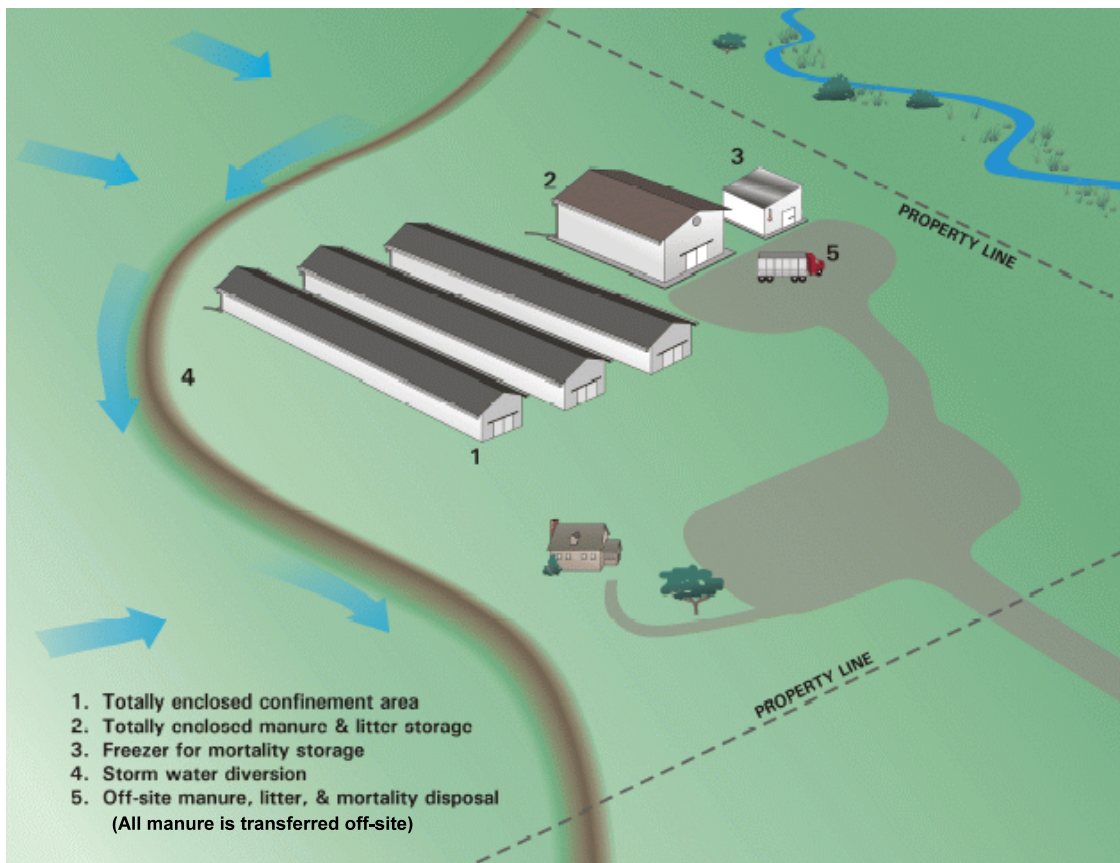 3
2
PROPERTY LINE
5
4
1
PROPERTY LINE
1. Totally enclosed confinement area
2. Totally enclosed manure & litter storage
3. Freezer for mortality storage
4. Storm water diversion
5. Off-site manure, litter, & mortality disposal
(All manure is transferred off-site)